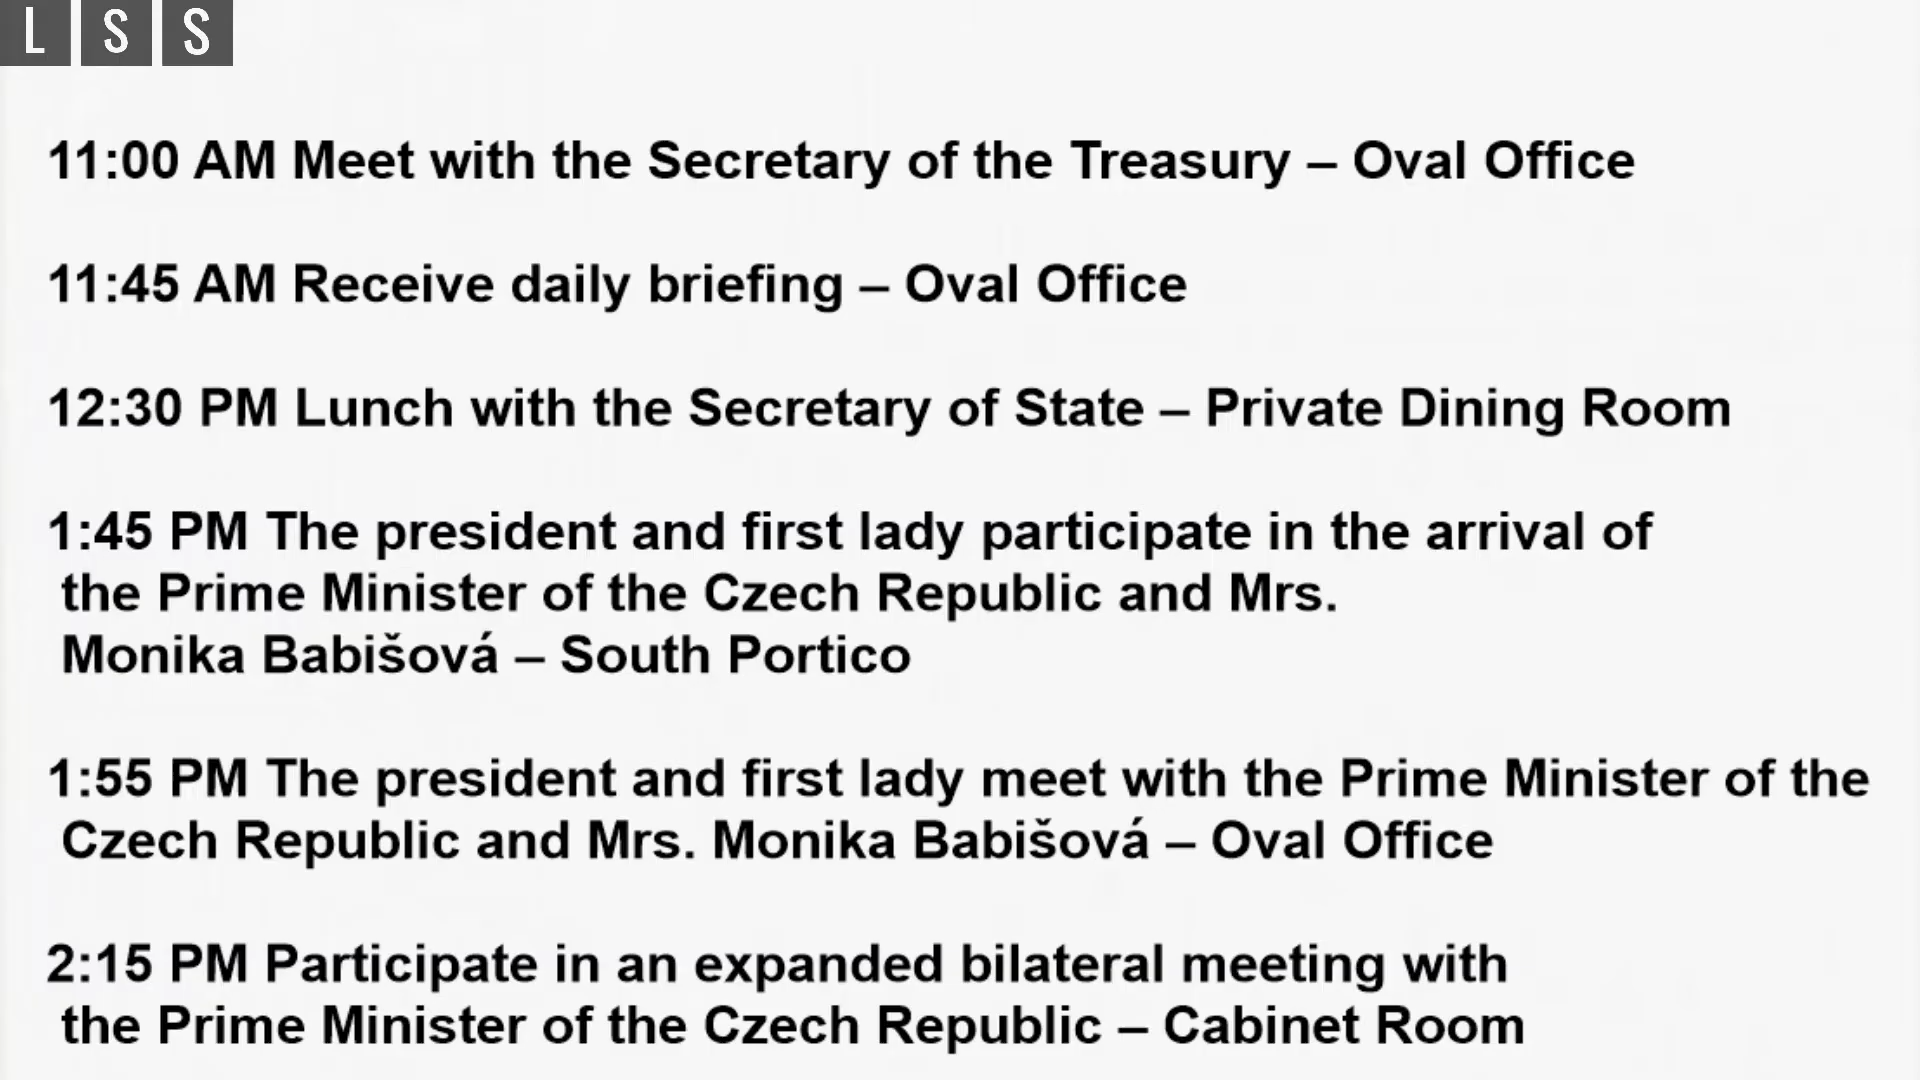 LSS
11:00 AM Meet with the Secretary of the Treasury – Oval Office
11:45 AM Receive daily briefing – Oval Office
12:30 PM Lunch with the Secretary of State – Private Dining Room
1:45 PM The president and first lady participate in the arrival of
the Prime Minister of the Czech Republic and Mrs.
Monika Babišová – South Portico
1:55 PM The president and first lady meet with the Prime Minister of the
Czech Republic and Mrs. Monika Babišová – Oval Office
2:15 PM Participate in an expanded bilateral meeting with
the Prime Minister of the Czech Republic – Cabinet Room